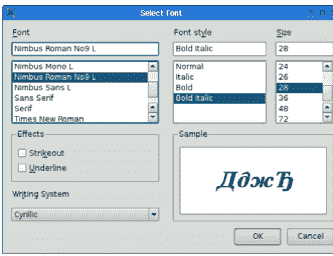 Select Font
Font
Font style
Size
Nimbus Roman No9 L
Bold Italic
28
Nimbus Mono L
Nimbus Roman No9 L
Nimbus Sans L
Sans Serif
Serif
Times New Roman
Normal
Italic
Bold
Bold Italic
24
26
28
36
48
72
Effects
Strikeout
Underline
Sample
ДджЂ
Writing System
Cyrillic
OK
Cancel